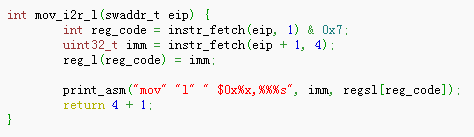 int mov_i2r_l(swaddr_t eip) {
        int reg_code = instr_fetch(eip, 1) & 0x7;
        uint32_t imm = instr_fetch(eip + 1, 4);
        reg_l(reg_code) = imm;

        print_asm("mov" "l" " $0x%x,%%%s", imm, regsl[reg_code]);
        return 4 + 1;
}